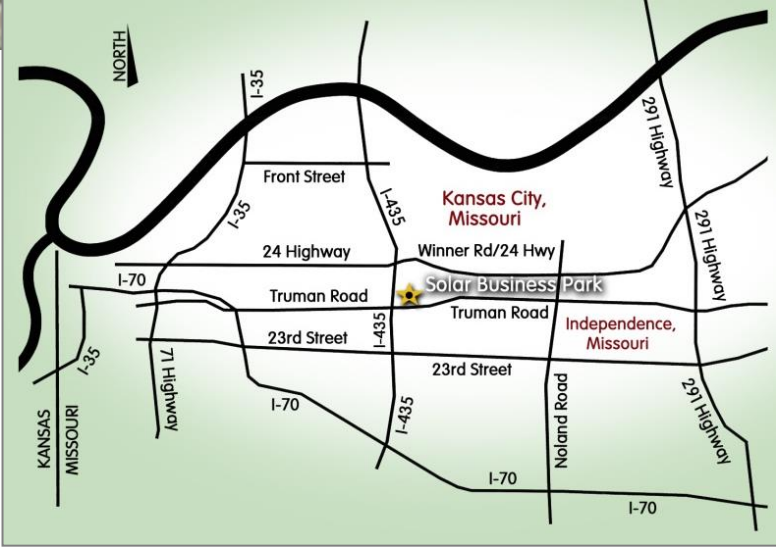 NORTH
I-35
291 Highway
Front Street
I-35
I-435
Kansas City,
Missouri
291 Highway
24 Highway
Winner Rd/24 Hwy
I-70
Solar Business Park
Truman Road
Truman Road
I-435
Independence,
Missouri
23rd Street
23rd Street
I-35
71 Highway
I-70
I-435
Noland Road
291 Highway
KANSAS
MISSOURI
I-70
I-70